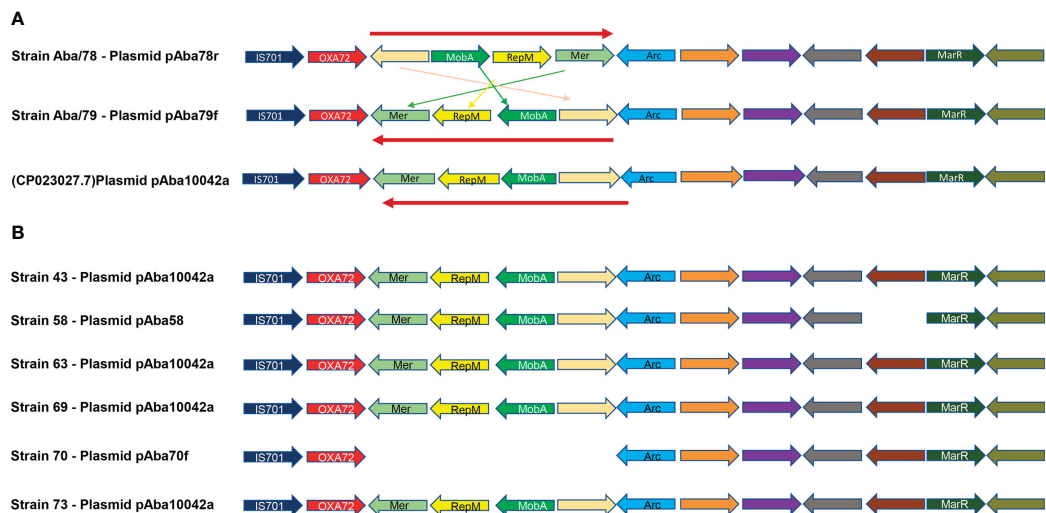 A
Strain Aba/78 - Plasmid pAba78r IS701 OXA72 MobA RepM Mer Arc MarR
Strain Aba/79 - Plasmid pAba79f IS701 OXA72 Mer RepM MobA Arc MarR
(CP023027.7)Plasmid pAba10042a IS701 OXA72 Mer RepM MobA Arc MarR
B
Strain 43 - Plasmid pAba10042a IS701 OXA72 Mer RepM MobA Arc MarR
Strain 58 - Plasmid pAba58 IS701 OXA72 Mer RepM MobA Arc MarR
Strain 63 - Plasmid pAba10042a IS701 OXA72 Mer RepM MobA Arc MarR
Strain 69 - Plasmid pAba10042a IS701 OXA72 Mer RepM MobA Arc MarR
Strain 70 - Plasmid pAba70f IS701 OXA72 Arc MarR
Strain 73 - Plasmid pAba10042a IS701 OXA72 Mer RepM MobA Arc MarR